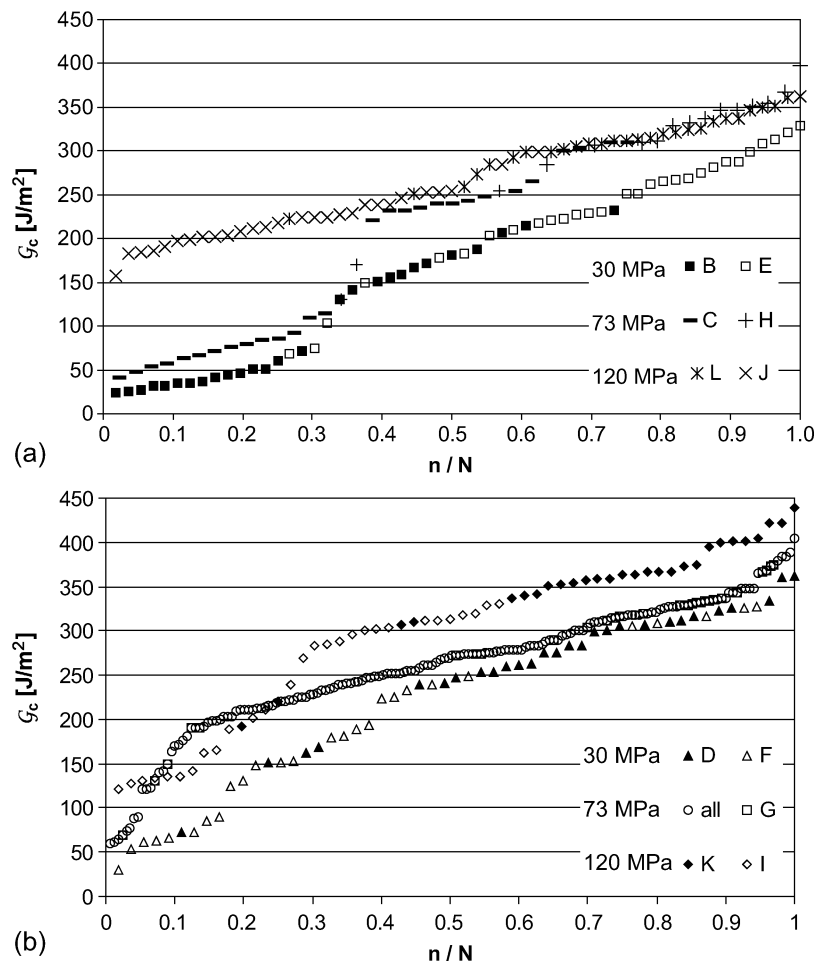 450
400
350
300
250
200
150
100
50
0
𝒢c [J/m²]
30 MPa B E
73 MPa C H
120 MPa L J
0 0.1 0.2 0.3 0.4 0.5 0.6 0.7 0.8 0.9 1.0
(a) n / N
450
400
350
300
250
200
150
100
50
0
𝒢c [J/m²]
30 MPa D F
73 MPa all G
120 MPa K I
0 0.1 0.2 0.3 0.4 0.5 0.6 0.7 0.8 0.9 1
(b) n / N